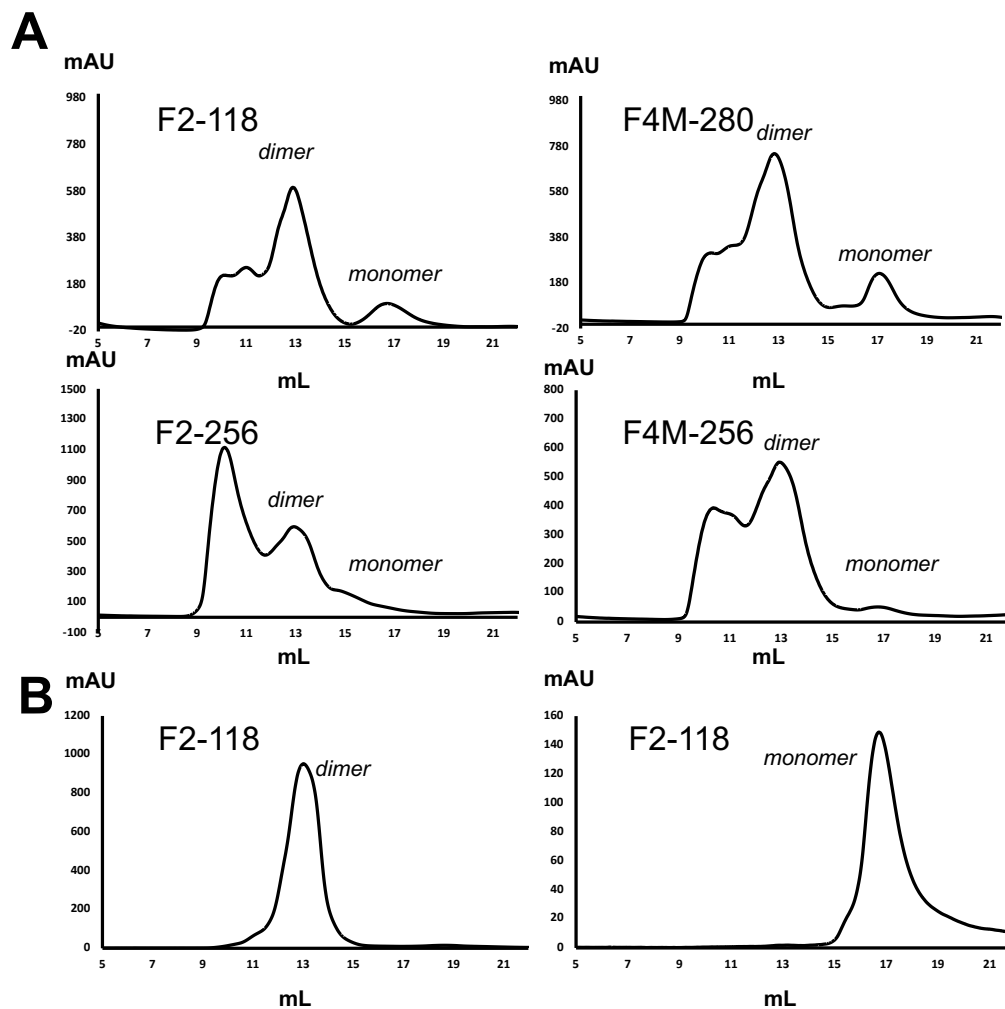 A
mAU
980
780
580
380
180
-20
F2-118
dimer
monomer
5 7 9 11 13 15 17 19 21
mL
mAU
980
780
580
380
180
-20
F4M-280
dimer
monomer
5 7 9 11 13 15 17 19 21
mL
mAU
1500
1300
1100
900
700
500
300
100
-100
F2-256
dimer
monomer
5 7 9 11 13 15 17 19 21
mL
mAU
800
700
600
500
400
300
200
100
0
F4M-256
dimer
monomer
5 7 9 11 13 15 17 19 21
mL
B
mAU
1200
1000
800
600
400
200
0
F2-118
dimer
5 7 9 11 13 15 17 19 21
mL
mAU
160
140
120
100
80
60
40
20
0
F2-118
monomer
5 7 9 11 13 15 17 19 21
mL